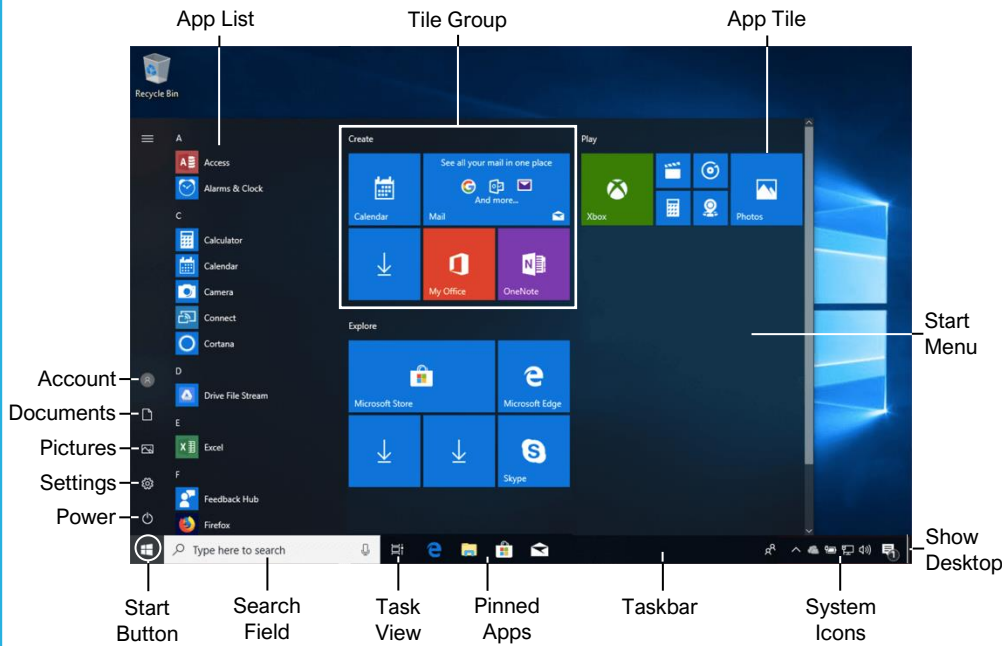 App List
Tile Group
App Tile
Recycle Bin
A
Access
Alarms & Clock
C
Calculator
Calendar
Camera
Connect
Cortana
D
Drive File Stream
E
Excel
F
Feedback Hub
Firefox
Create
Calendar
See all your mail in one place
And more...
Mail
My Office
OneNote
Play
Xbox
Photos
Explore
Microsoft Store
Microsoft Edge
Skype
Start
Menu
Account
Documents
Pictures
Settings
Power
Type here to search
1
Show
Desktop
Start
Button
Search
Field
Task
View
Pinned
Apps
Taskbar
System
Icons